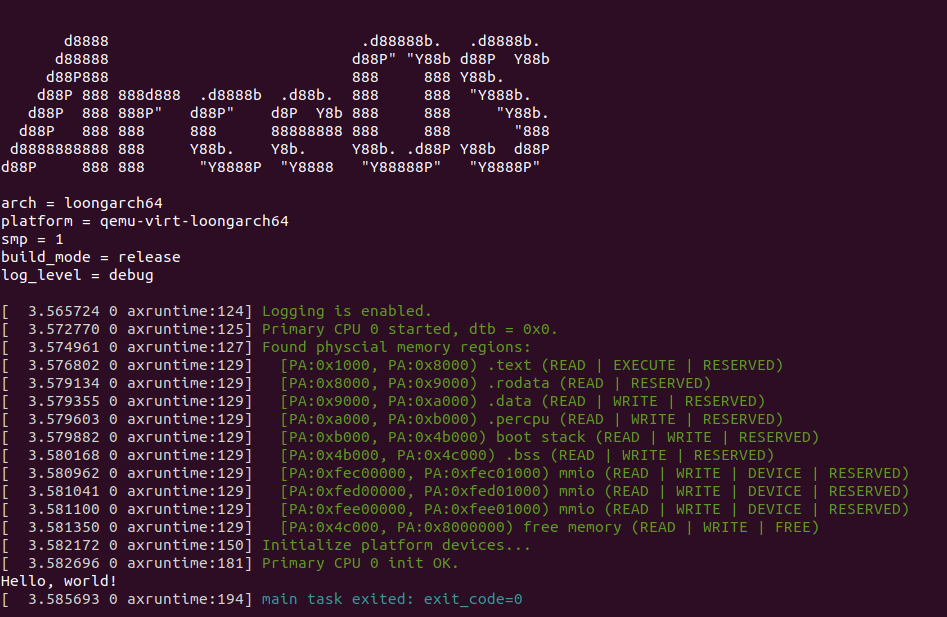 d8888                            .d88888b.   .d8888b.
      d88888                           d88P" "Y88b d88P  Y88b
     d88P888                           888     888 Y88b.
    d88P 888 888d888  .d8888b  .d88b.  888     888  "Y888b.
   d88P  888 888P"   d88P"    d8P  Y8b 888     888     "Y88b.
  d88P   888 888     888      88888888 888     888       "888
 d8888888888 888     Y88b.    Y8b.     Y88b. .d88P Y88b  d88P
d88P     888 888      "Y8888P  "Y8888   "Y88888P"   "Y8888P"
arch = loongarch64
platform = qemu-virt-loongarch64
smp = 1
build_mode = release
log_level = debug
[  3.565724 0 axruntime:124] Logging is enabled.
[  3.572770 0 axruntime:125] Primary CPU 0 started, dtb = 0x0.
[  3.574961 0 axruntime:127] Found physcial memory regions:
[  3.576802 0 axruntime:129]   [PA:0x1000, PA:0x8000) .text (READ | EXECUTE | RESERVED)
[  3.579134 0 axruntime:129]   [PA:0x8000, PA:0x9000) .rodata (READ | RESERVED)
[  3.579355 0 axruntime:129]   [PA:0x9000, PA:0xa000) .data (READ | WRITE | RESERVED)
[  3.579603 0 axruntime:129]   [PA:0xa000, PA:0xb000) .percpu (READ | WRITE | RESERVED)
[  3.579882 0 axruntime:129]   [PA:0xb000, PA:0x4b000) boot stack (READ | WRITE | RESERVED)
[  3.580168 0 axruntime:129]   [PA:0x4b000, PA:0x4c000) .bss (READ | WRITE | RESERVED)
[  3.580962 0 axruntime:129]   [PA:0xfec00000, PA:0xfec01000) mmio (READ | WRITE | DEVICE | RESERVED)
[  3.581041 0 axruntime:129]   [PA:0xfed00000, PA:0xfed01000) mmio (READ | WRITE | DEVICE | RESERVED)
[  3.581100 0 axruntime:129]   [PA:0xfee00000, PA:0xfee01000) mmio (READ | WRITE | DEVICE | RESERVED)
[  3.581350 0 axruntime:129]   [PA:0x4c000, PA:0x8000000) free memory (READ | WRITE | FREE)
[  3.582172 0 axruntime:150] Initialize platform devices...
[  3.582696 0 axruntime:181] Primary CPU 0 init OK.
Hello, world!
[  3.585693 0 axruntime:194] main task exited: exit_code=0